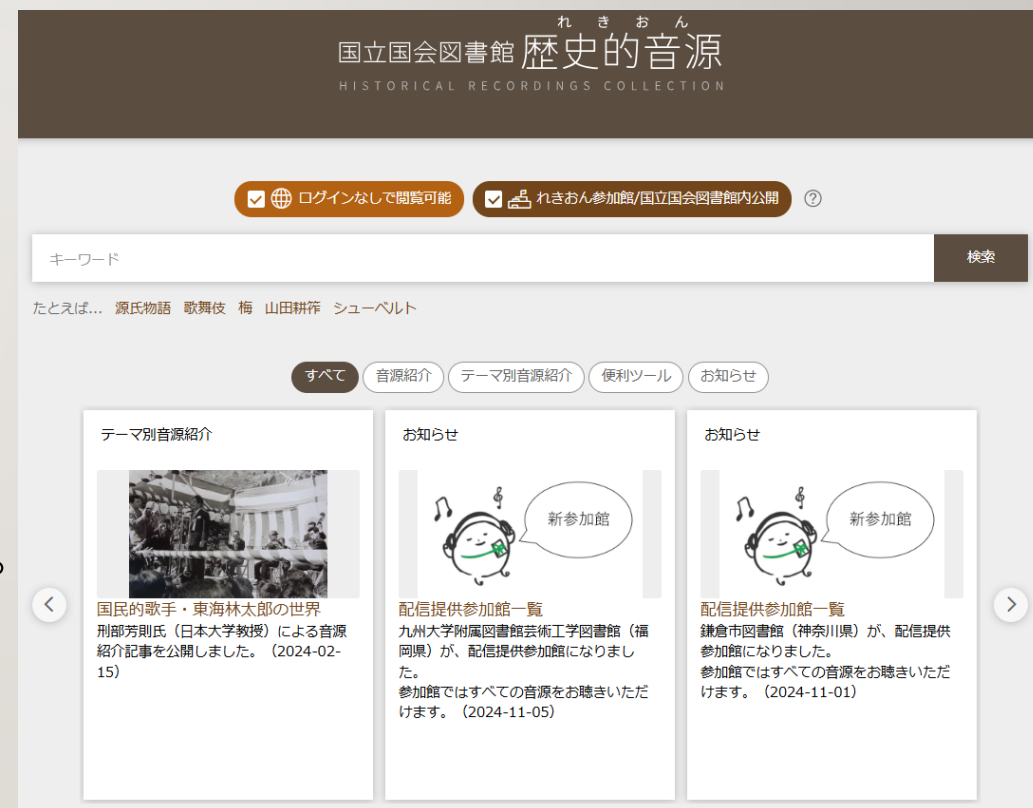 れきおん
国立国会図書館 歴史的音源
HISTORICAL RECORDINGS COLLECTION
ログインなしで閲覧可能 れきおん参加館/国立国会図書館内公開 ?
キーワード 検索
たとえば... 源氏物語 歌舞伎 梅 山田耕筰 シューベルト
すべて 音源紹介 テーマ別音源紹介 便利ツール お知らせ
テーマ別音源紹介
国民的歌手・東海林太郎の世界
刑部芳則氏（日本大学教授）による音源
紹介記事を公開しました。（2024-02-
15）
お知らせ
新参加館
配信提供参加館一覧
九州大学附属図書館芸術工学図書館（福
岡県）が、配信提供参加館になりまし
た。
参加館ではすべての音源をお聴きいただ
けます。（2024-11-05）
お知らせ
新参加館
配信提供参加館一覧
鎌倉市図書館（神奈川県）が、配信提供
参加館になりました。
参加館ではすべての音源をお聴きいただ
けます。（2024-11-01）